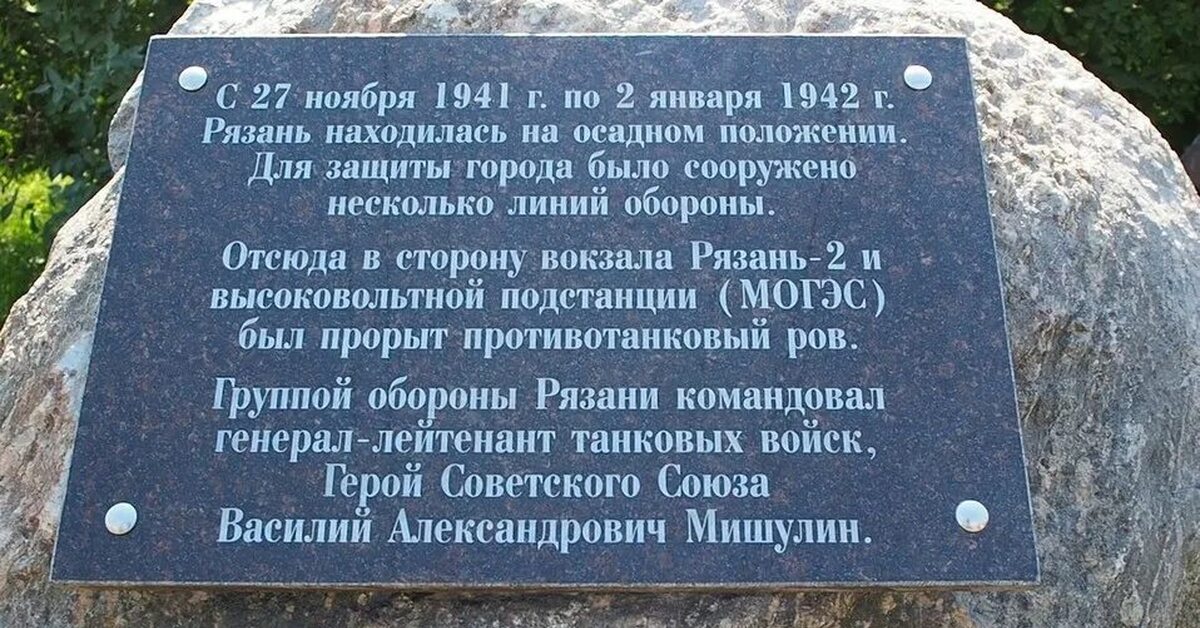 С 27 ноября 1941 г. по 2 января 1942 г.
Рязань находилась на осадном положении.
Для защиты города было сооружено
несколько линий обороны.
Отсюда в сторону вокзала Рязань-2 и
высоковольтной подстанции (МОГЭС)
был прорыт противотанковый ров.
Группой обороны Рязани командовал
генерал-лейтенант танковых войск,
Герой Советского Союза
Василий Александрович Мишулин.